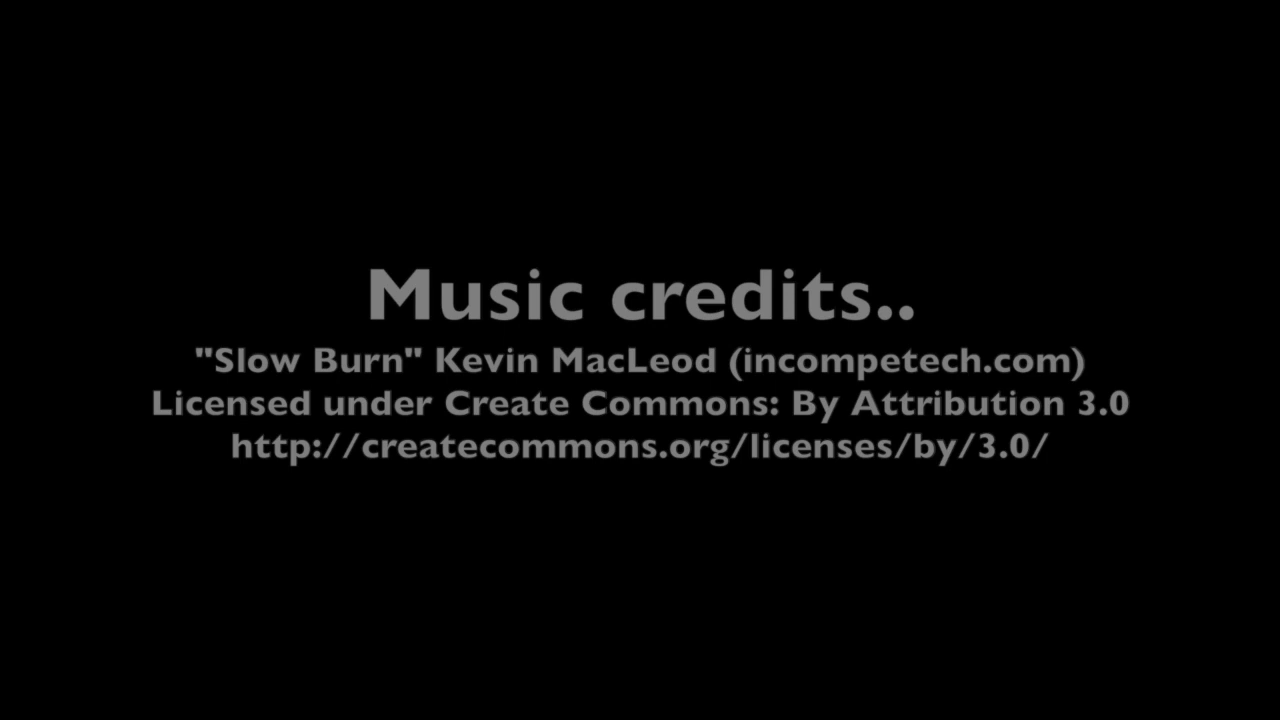 Music credits..
"Slow Burn" Kevin MacLeod (incompetech.com)
Licensed under Create Commons: By Attribution 3.0
http://createcommons.org/licenses/by/3.0/